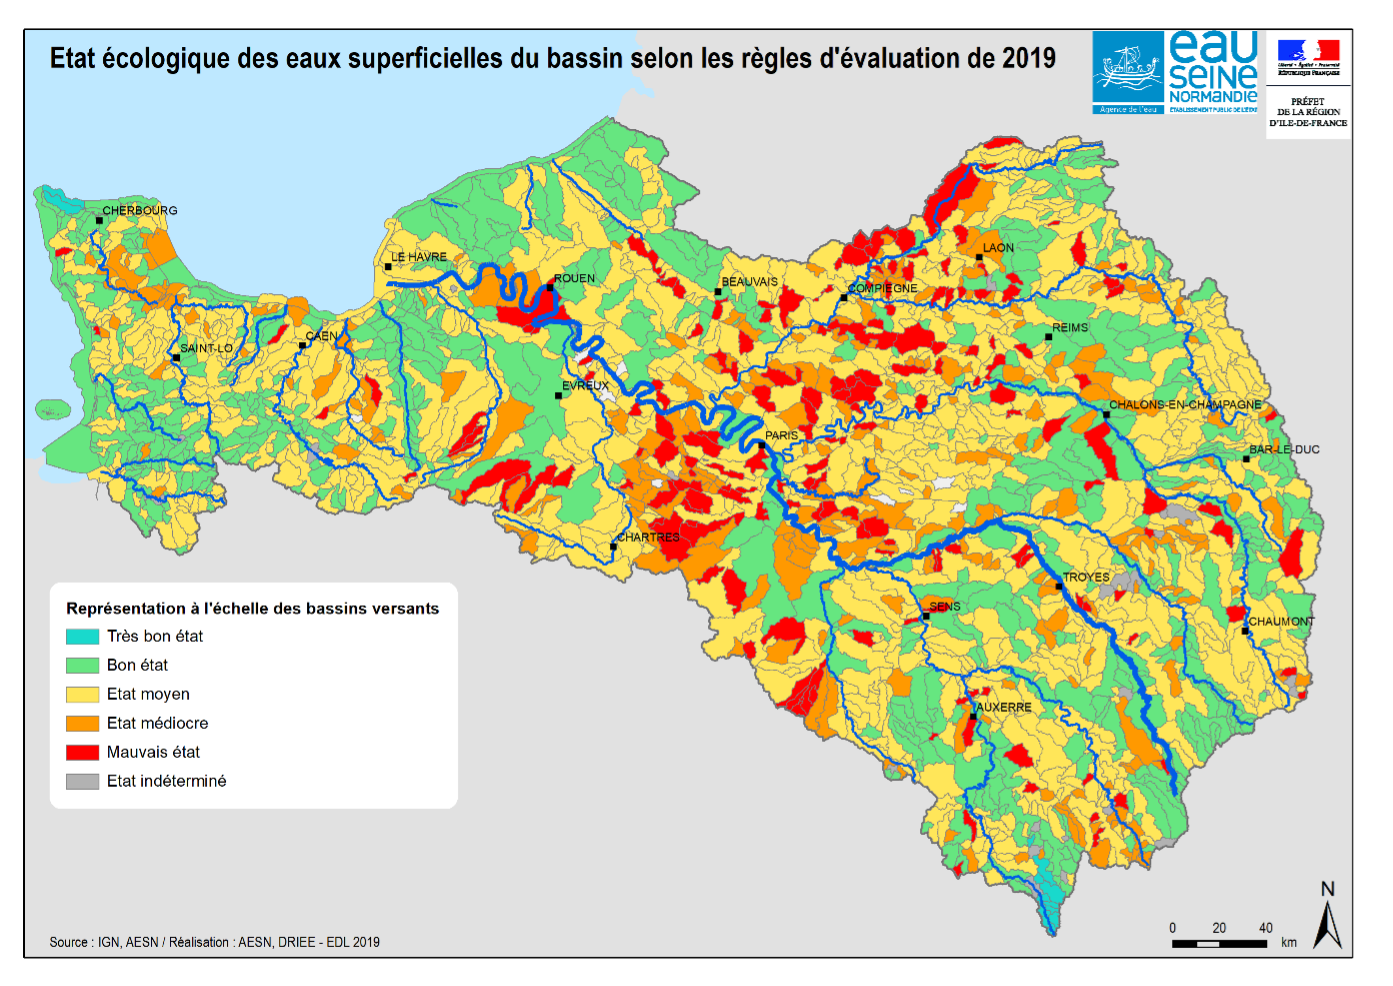 Etat écologique des eaux superficielles du bassin selon les règles d'évaluation de 2019
eau
SEINE
NORMANDIE
Agence de l'eau
ÉTABLISSEMENT PUBLIC DE L'ÉTAT
Liberté • Égalité • Fraternité
RÉPUBLIQUE FRANÇAISE
PRÉFET
DE LA RÉGION
D'ILE-DE-FRANCE
CHERBOURG
LE HAVRE
ROUEN
BEAUVAIS
COMPIEGNE
LAON
REIMS
SAINT-LO
CAEN
EVREUX
CHALONS-EN-CHAMPAGNE
PARIS
BAR-LE-DUC
CHARTRES
TROYES
SENS
CHAUMONT
AUXERRE
Représentation à l'échelle des bassins versants
Très bon état
Bon état
Etat moyen
Etat médiocre
Mauvais état
Etat indéterminé
N
0 20 40
km
Source : IGN, AESN / Réalisation : AESN, DRIEE - EDL 2019